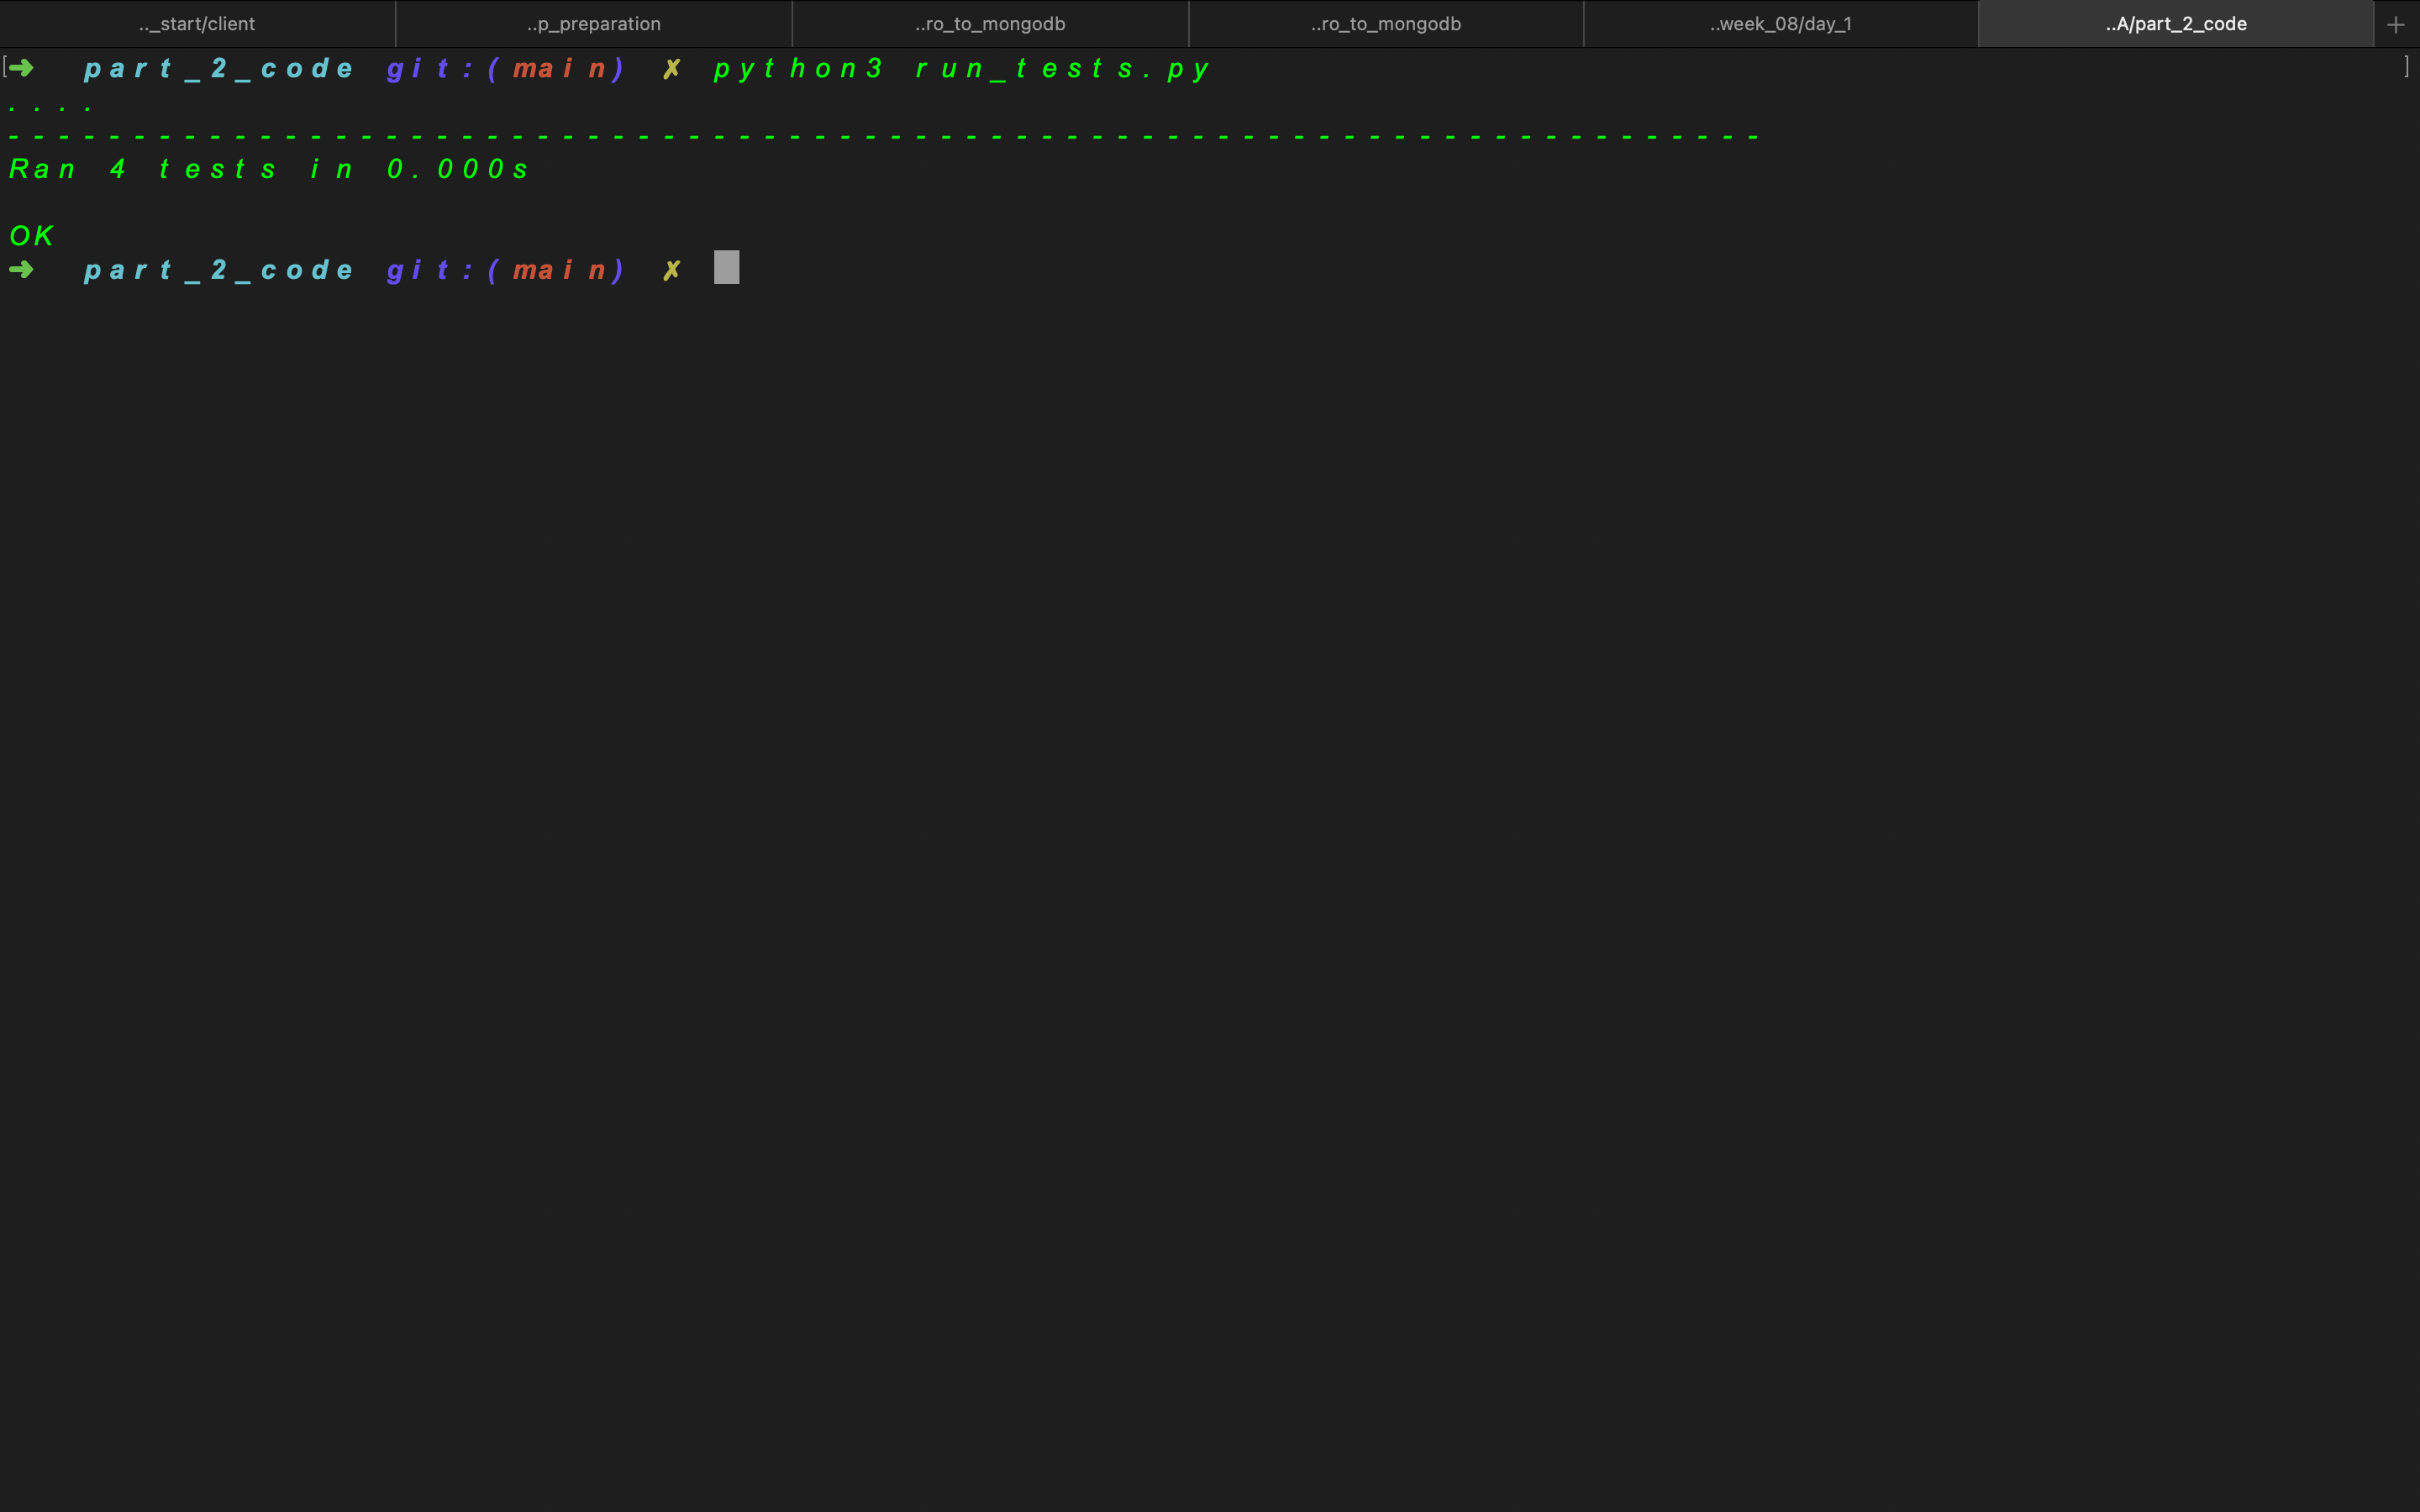 .._start/client ..p_preparation ..ro_to_mongodb ..ro_to_mongodb ..week_08/day_1 ..A/part_2_code +
[➜  part_2_code git:(main) ✗ python3 run_tests.py ]
....
----------------------------------------------------------------------
Ran 4 tests in 0.000s
OK
➜  part_2_code git:(main) ✗